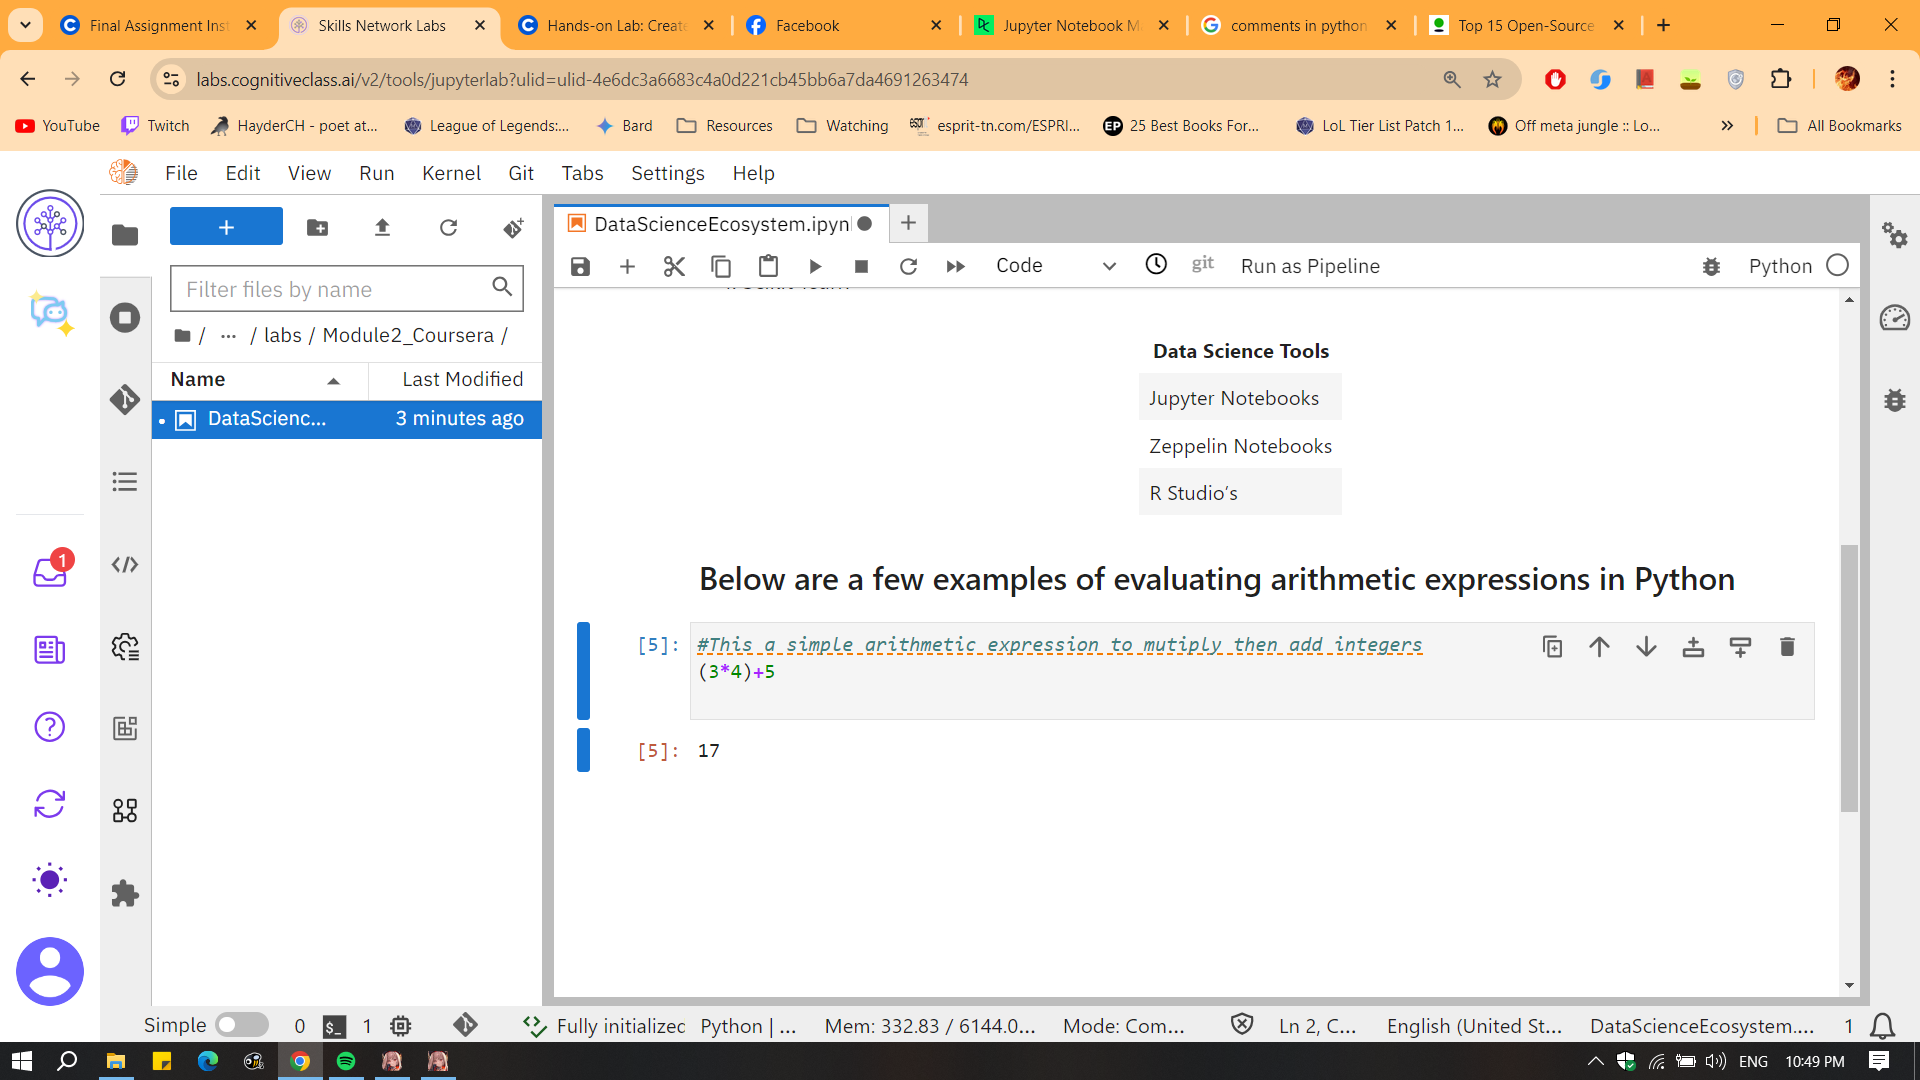 Final Assignment Inst
Skills Network Labs
Hands-on Lab: Create
Facebook
Jupyter Notebook M
comments in python
Top 15 Open-Source
labs.cognitiveclass.ai/v2/tools/jupyterlab?ulid=ulid-4e6dc3a6683c4a0d221cb45bb6a7da4691263474
YouTube
Twitch
HayderCH - poet at...
League of Legends:...
Bard
Resources
Watching
esprit-tn.com/ESPRI...
25 Best Books For...
LoL Tier List Patch 1...
Off meta jungle :: Lo...
All Bookmarks
File Edit View Run Kernel Git Tabs Settings Help
DataScienceEcosystem.ipyn
Code
git
Run as Pipeline
Python
Filter files by name
/ ... / labs / Module2_Coursera /
Name Last Modified
DataScienc... 3 minutes ago
Data Science Tools
Jupyter Notebooks
Zeppelin Notebooks
R Studio's
Below are a few examples of evaluating arithmetic expressions in Python
[5]: #This a simple arithmetic expression to mutiply then add integers
(3*4)+5
[5]: 17
1
Simple
0
1
Fully initialized
Python | ...
Mem: 332.83 / 6144.0...
Mode: Com...
Ln 2, C...
English (United St...
DataScienceEcosystem....
1
ENG
10:49 PM